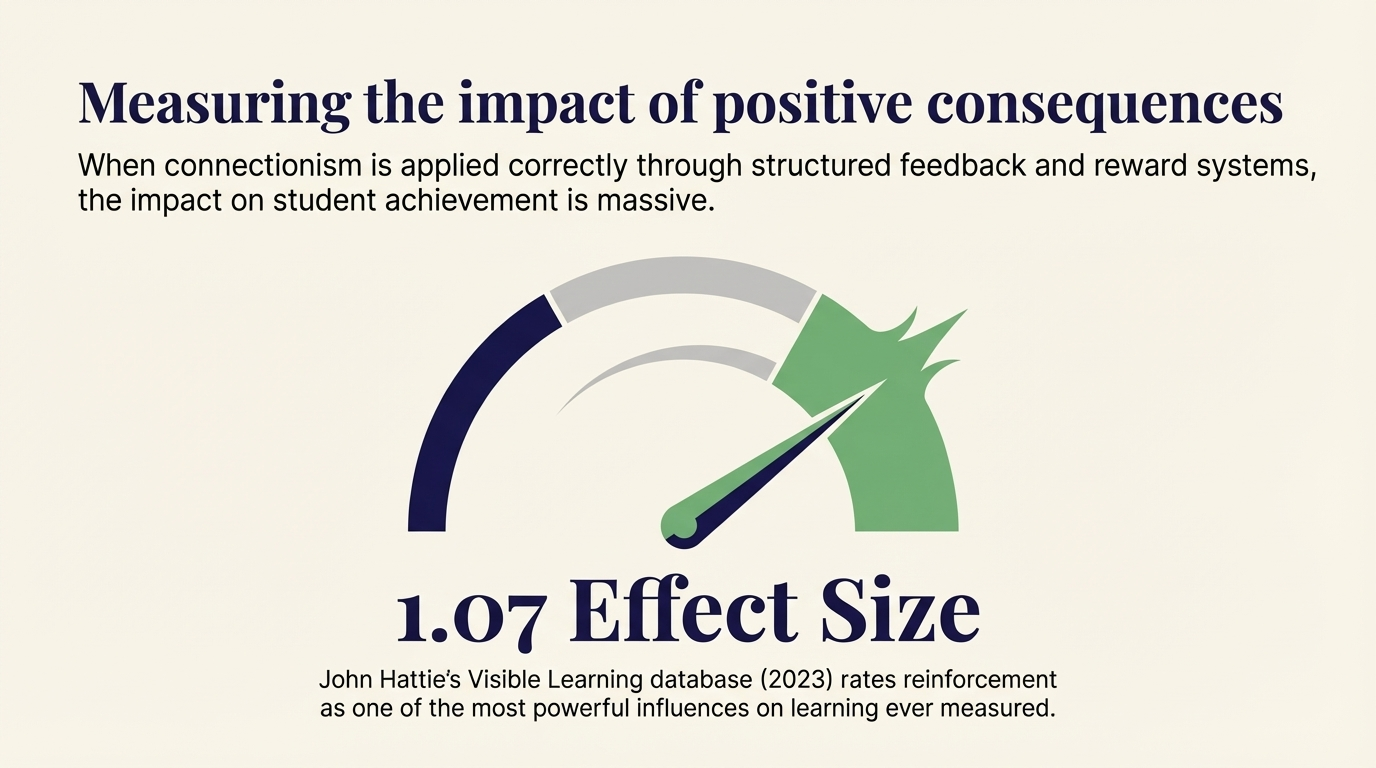 Measuring the impact of positive consequences
When connectionism is applied correctly through structured feedback and reward systems,
the impact on student achievement is massive.
1.07 Effect Size
John Hattie’s Visible Learning database (2023) rates reinforcement
as one of the most powerful influences on learning ever measured.